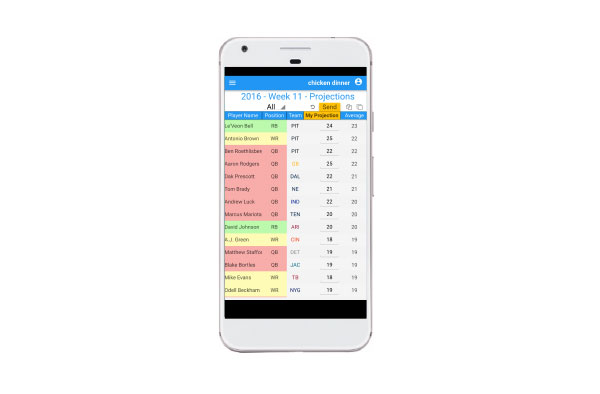 chicken dinner
2016 - Week 11 - Projections
All Send
Player Name Position Team My Projection Average
Le'Veon Bell RB PIT 24 23
Antonio Brown WR PIT 25 22
Ben Roethlisber QB PIT 22 22
Aaron Rodgers QB GB 25 22
Dak Prescott QB DAL 22 21
Tom Brady QB NE 21 21
Andrew Luck QB IND 22 20
Marcus Mariota QB TEN 20 20
David Johnson RB ARI 20 20
A.J. Green WR CIN 18 19
Matthew Staffor QB DET 19 19
Blake Bortles QB JAC 19 19
Mike Evans WR TB 18 19
Odell Beckham WR NYG 19 19